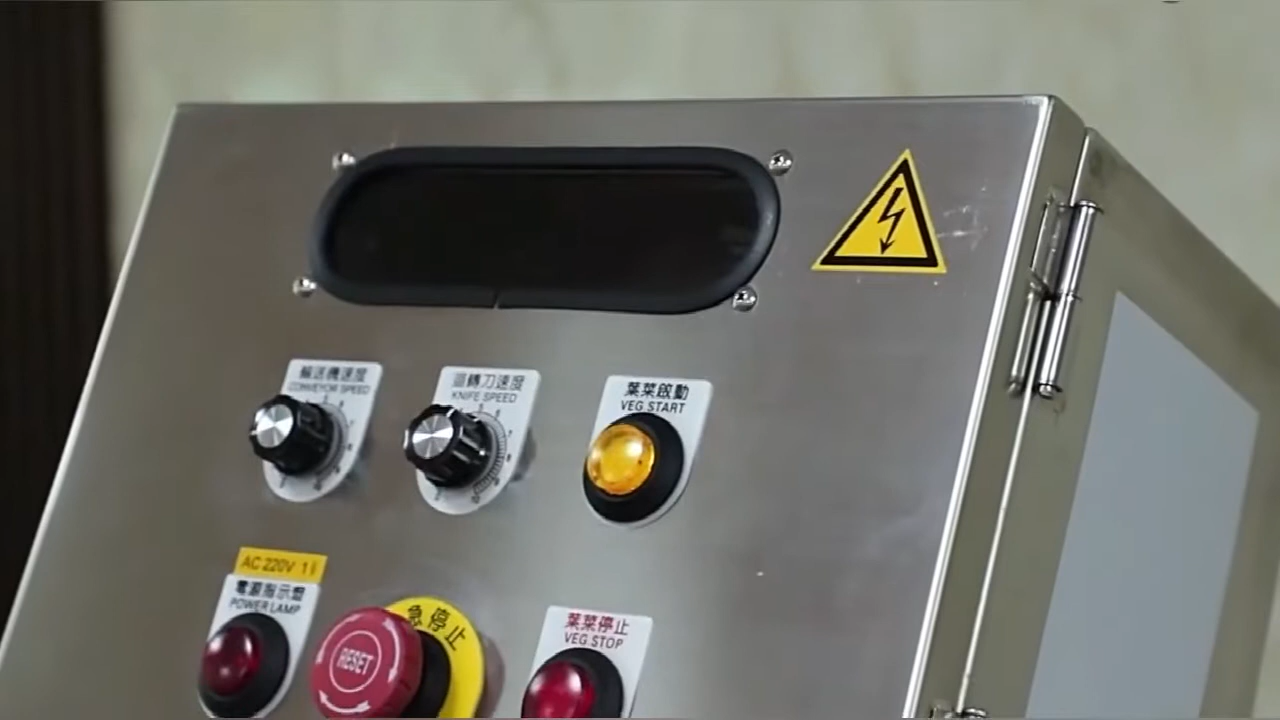 輸送機速度
CONVEYOR SPEED
迴轉刀速度
KNIFE SPEED
葉菜啟動
VEG START
AC 220V 1
電源指示燈
POWER LAMP
急停止
RESET
葉菜停止
VEG STOP